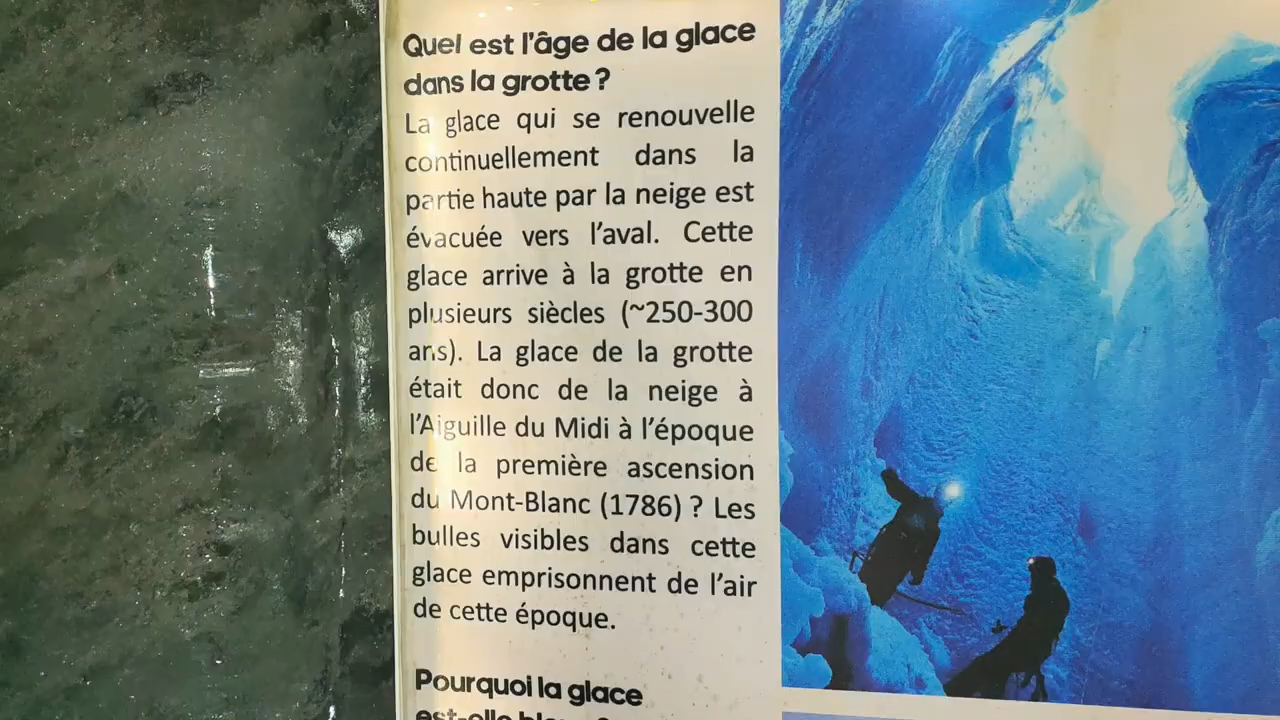 Quel est l'âge de la glace
dans la grotte ?
La glace qui se renouvelle
continuellement dans la
partie haute par la neige est
évacuée vers l'aval. Cette
glace arrive à la grotte en
plusieurs siècles (~250-300
ans). La glace de la grotte
était donc de la neige à
l'Aiguille du Midi à l'époque
de la première ascension
du Mont-Blanc (1786) ? Les
bulles visibles dans cette
glace emprisonnent de l'air
de cette époque.
Pourquoi la glace
est-elle